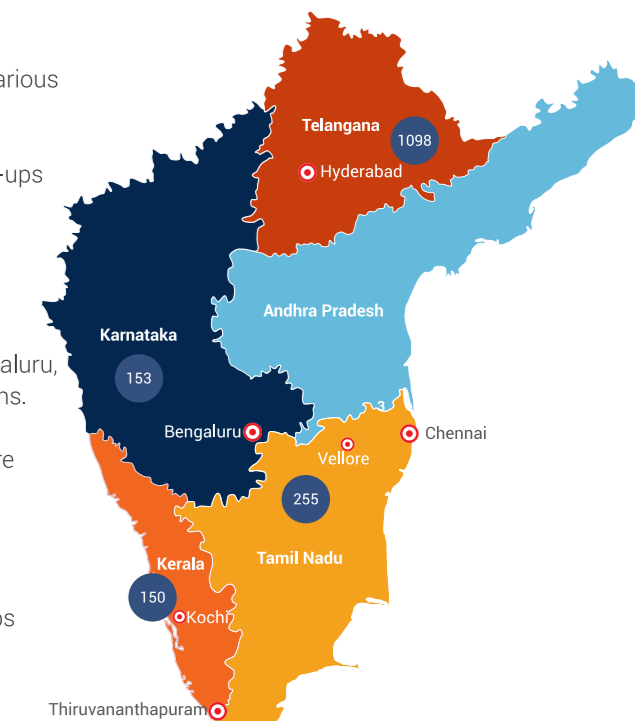 arious
-ups
aluru,
ns.
re
os
Telangana
1098
Hyderabad
Andhra Pradesh
Karnataka
153
3
Bengaluru
Chennai
Vellore
255
Tamil Nadu
Kerala
150
Kochi
Thiruvananthapuram